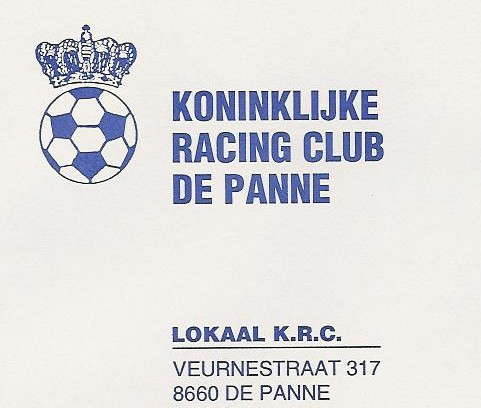 KONINKLIJKE
RACING CLUB
DE PANNE
LOKAAL K.R.C.
VEURNESTRAAT 317
8660 DE PANNE